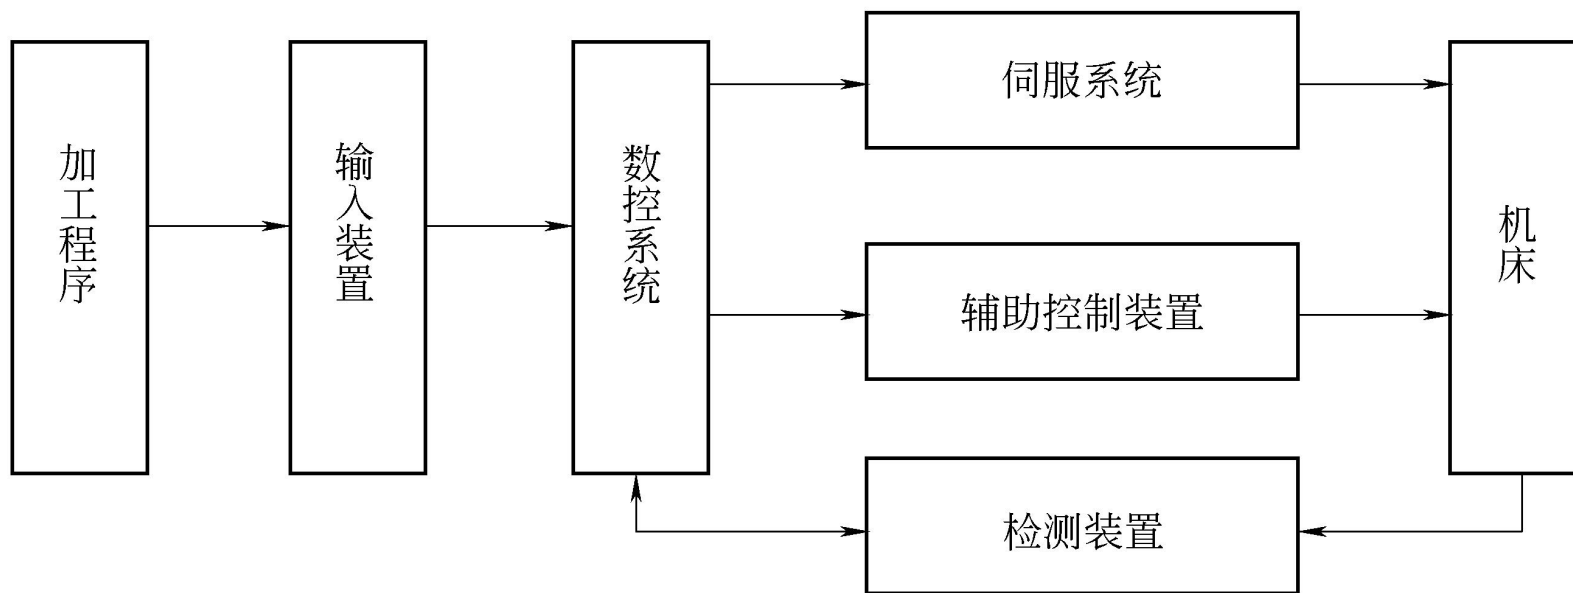 加工程序
输入装置
数控系统
伺服系统
辅助控制装置
检测装置
机床